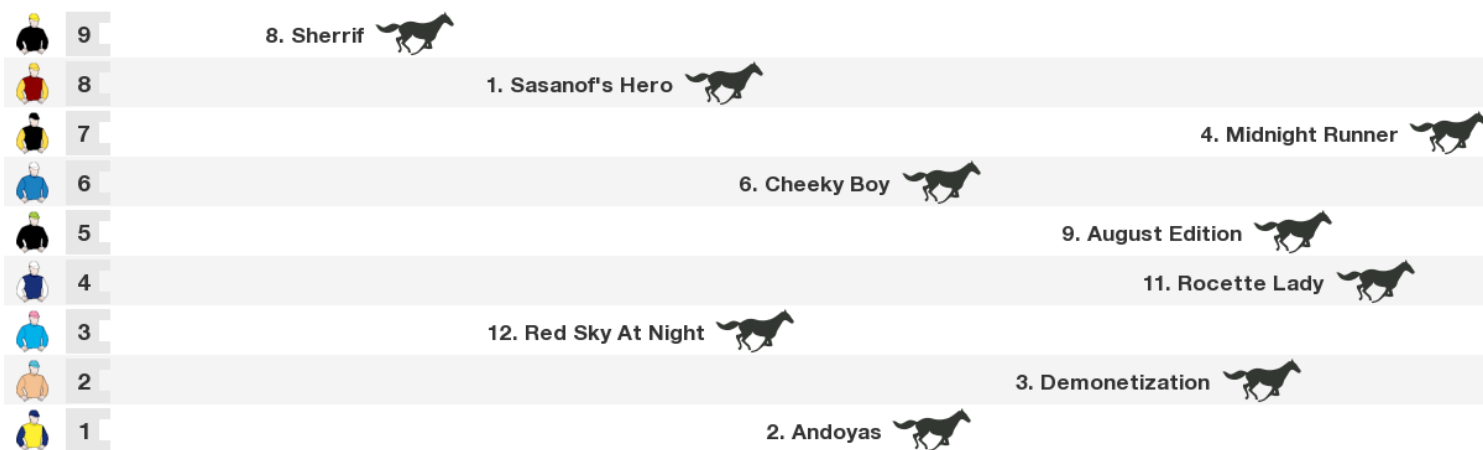 9 8. Sherrif
8 1. Sasanof's Hero
7 4. Midnight Runner
6 6. Cheeky Boy
5 9. August Edition
4 11. Rocette Lady
3 12. Red Sky At Night
2 3. Demonetization
1 2. Andoyas